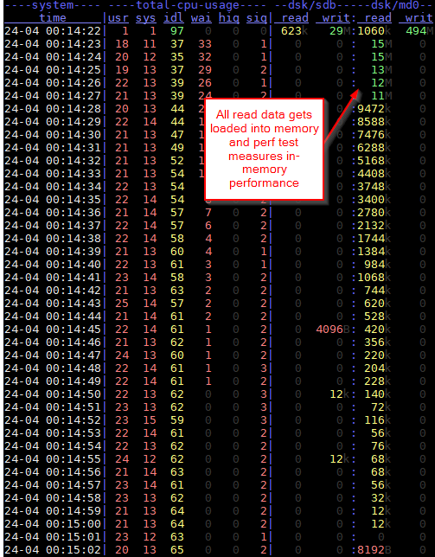 ----system---- ----total-cpu-usage---- --dsk/sdb-----dsk/md0--
time |usr sys idl wai hiq siq| read writ: read writ
24-04 00:14:22| 1 1 97 0 0 0| 623k 29M:1060k 494M
24-04 00:14:23| 18 11 37 33 0 1| 0 0 : 15M 0
24-04 00:14:24| 20 12 35 32 0 1| 0 0 : 15M 0
24-04 00:14:25| 19 13 37 29 0 2| 0 0 : 13M 0
24-04 00:14:26| 22 13 39 26 0 1| 0 0 : 12M 0
24-04 00:14:27| 21 13 39 24 : 11M 0
24-04 00:14:28| 20 14 44 :9472k 0
24-04 00:14:29| 21 14 44 :8588k 0
24-04 00:14:30| 21 14 47 :7476k 0
24-04 00:14:31| 21 13 49 :6288k 0
24-04 00:14:32| 21 13 52 :5168k 0
24-04 00:14:33| 21 13 54 :4408k 0
24-04 00:14:34| 21 13 54 :3748k 0
24-04 00:14:35| 22 14 54 :3400k 0
All read data gets
loaded into memory
and perf test
measures in-
memory
performance
24-04 00:14:36| 21 14 57 7 0 2| 0 0 :2780k 0
24-04 00:14:37| 22 14 57 6 0 2| 0 0 :2132k 0
24-04 00:14:38| 22 14 58 4 0 2| 0 0 :1744k 0
24-04 00:14:39| 21 13 60 4 0 1| 0 0 :1384k 0
24-04 00:14:40| 22 13 61 3 0 1| 0 0 : 984k 0
24-04 00:14:41| 23 14 58 3 0 2| 0 0 :1068k 0
24-04 00:14:42| 21 13 63 2 0 2| 0 0 : 744k 0
24-04 00:14:43| 25 14 57 2 0 2| 0 0 : 620k 0
24-04 00:14:44| 21 14 61 2 0 2| 0 0 : 528k 0
24-04 00:14:45| 22 14 61 1 0 2| 0 4096B: 420k 0
24-04 00:14:46| 21 13 62 1 0 2| 0 0 : 356k 0
24-04 00:14:47| 24 13 60 1 0 2| 0 0 : 220k 0
24-04 00:14:48| 22 14 61 1 0 3| 0 0 : 204k 0
24-04 00:14:49| 22 14 61 1 0 2| 0 0 : 228k 0
24-04 00:14:50| 22 13 62 0 0 3| 0 12k: 140k 0
24-04 00:14:51| 23 13 62 0 0 3| 0 0 : 72k 0
24-04 00:14:52| 23 15 59 0 0 3| 0 0 : 116k 0
24-04 00:14:53| 22 14 61 0 0 2| 0 0 : 56k 0
24-04 00:14:54| 22 13 62 0 0 2| 0 0 : 76k 0
24-04 00:14:55| 24 12 62 0 0 2| 0 12k: 68k 0
24-04 00:14:56| 21 14 63 0 0 2| 0 0 : 68k 0
24-04 00:14:57| 21 14 63 0 0 2| 0 0 : 56k 0
24-04 00:14:58| 22 13 62 0 0 2| 0 0 : 32k 0
24-04 00:14:59| 21 13 64 0 0 2| 0 0 : 12k 0
24-04 00:15:00| 21 14 64 0 0 2| 0 0 : 12k 0
24-04 00:15:01| 23 12 63 0 0 1| 0 0 : 0 0
24-04 00:15:02| 20 13 65 0 0 2| 0 0 :8192B 0